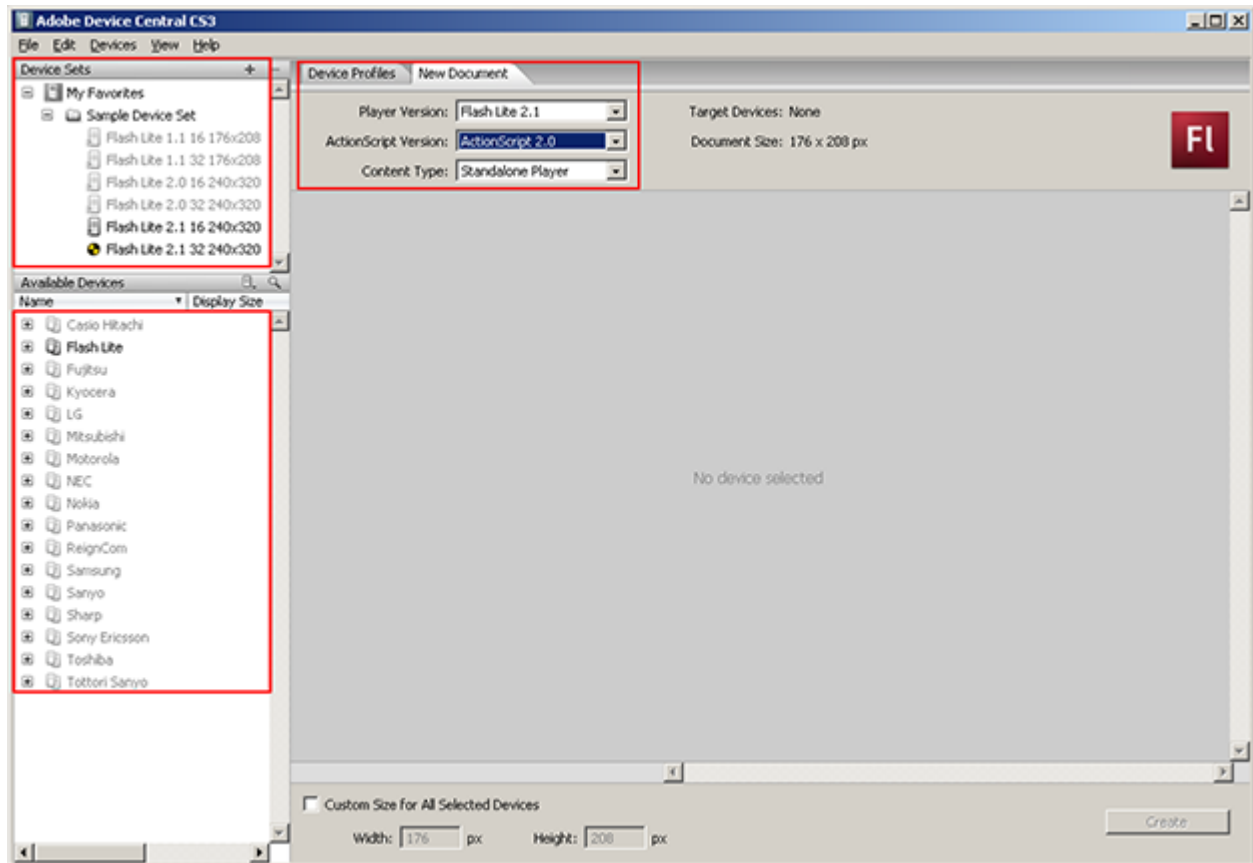 Adobe Device Central CS3
File Edit Devices View Help
Device Sets + -
My Favorites
Sample Device Set
Flash Lite 1.1 16 176x208
Flash Lite 1.1 32 176x208
Flash Lite 2.0 16 240x320
Flash Lite 2.0 32 240x320
Flash Lite 2.1 16 240x320
Flash Lite 2.1 32 240x320
Available Devices
Name Display Size
Casio Hitachi
Flash Lite
Fujitsu
Kyocera
LG
Mitsubishi
Motorola
NEC
Nokia
Panasonic
ReignCom
Samsung
Sanyo
Sharp
Sony Ericsson
Toshiba
Tottori Sanyo
Device Profiles New Document
Player Version: Flash Lite 2.1
ActionScript Version: ActionScript 2.0
Content Type: Standalone Player
Target Devices: None
Document Size: 176 x 208 px
Fl
No device selected
Custom Size for All Selected Devices
Width: 176 px Height: 208 px
Create